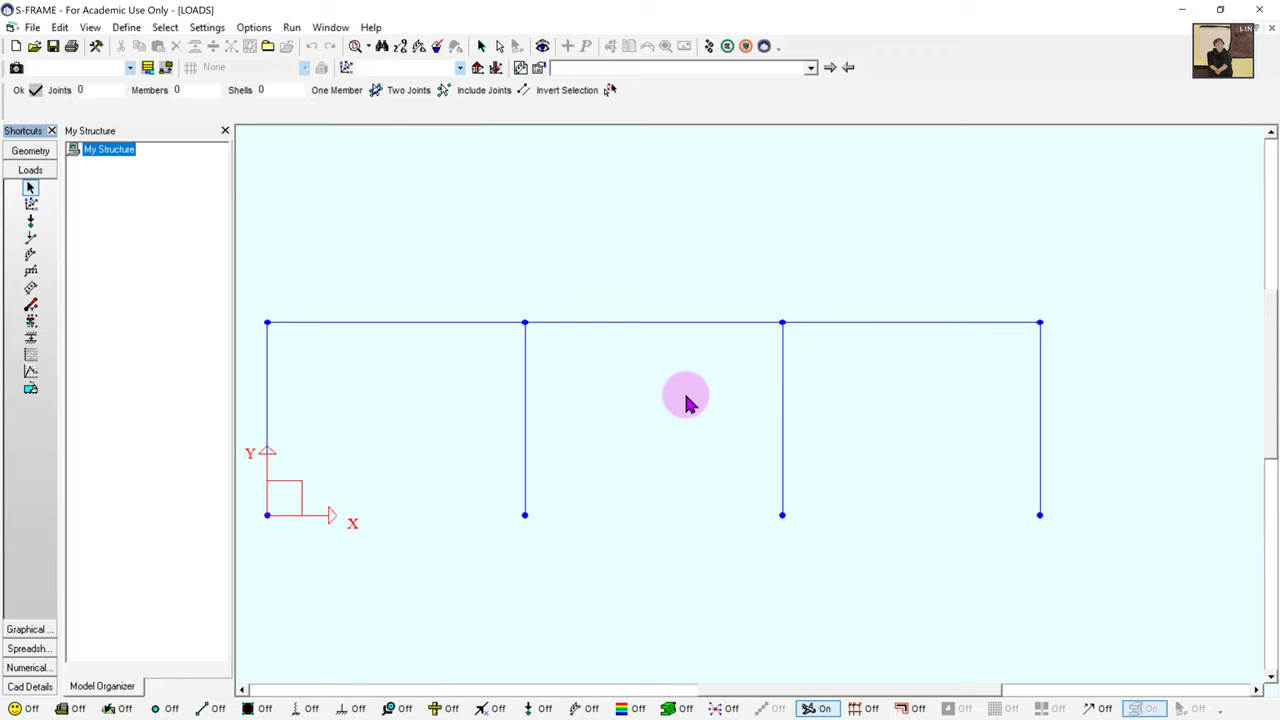 S-FRAME - For Academic Use Only - [LOADS]
File Edit View Define Select Settings Options Run Window Help
LIN
None
Ok Joints 0 Members 0 Shells 0 One Member Two Joints Include Joints Invert Selection
Shortcuts My Structure
Geometry My Structure
Loads
Y
X
Graphical ...
Spreadsh...
Numerical...
Cad Details Model Organizer
Off Off Off Off Off Off Off Off Off Off Off Off Off Off Off Off Off On Off Off Off Off Off On Off